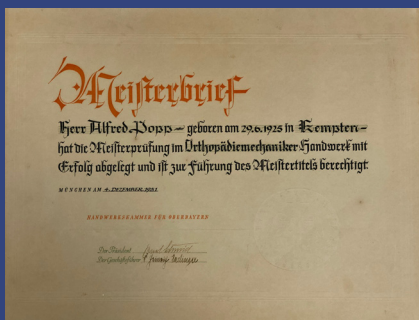 Meisterbrief
Herr Alfred Popp – geboren am 29.6.1925 in Kempten –
hat die Meisterprüfung im Orthopädiemechaniker Handwerk mit
Erfolg abgelegt und ist zur Führung des Meistertitels berechtigt.
MÜNCHEN AM 4. DEZEMBER 1951
HANDWERKSKAMMER FÜR OBERBAYERN
Der Präsident
Der Geschäftsführer